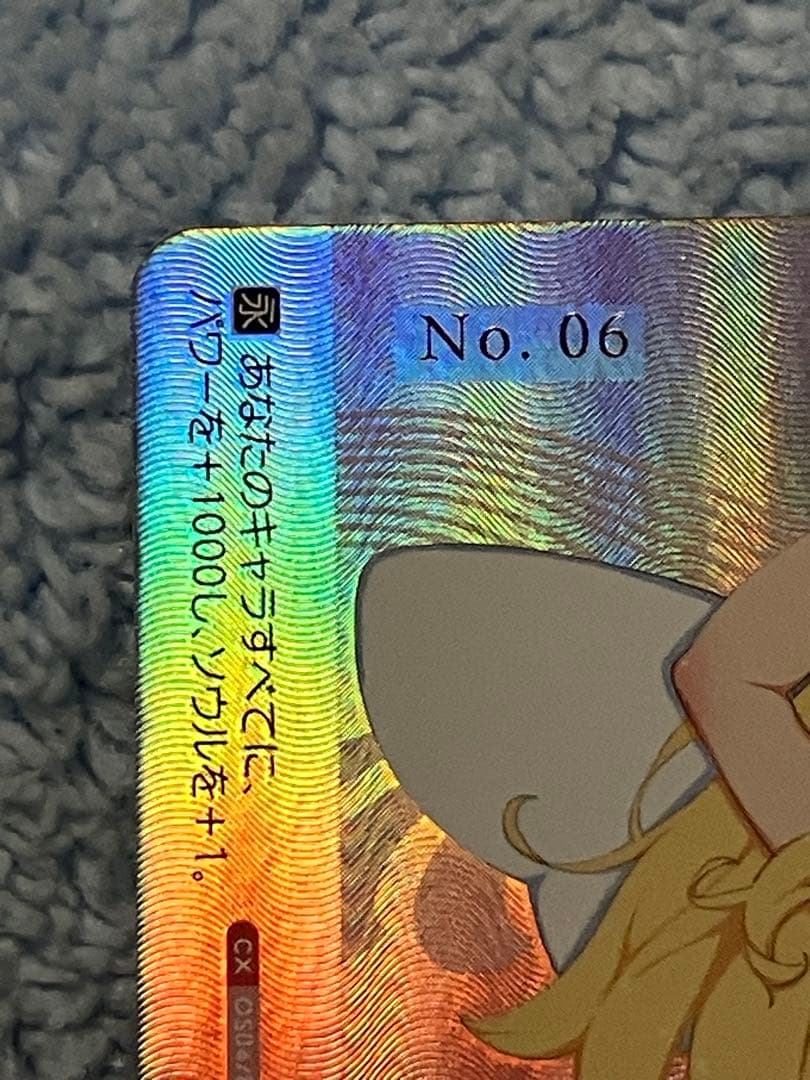 No. 06
永 あなたのキャラすべてに、
パワーを+1000し、ソウルを+1。
CX